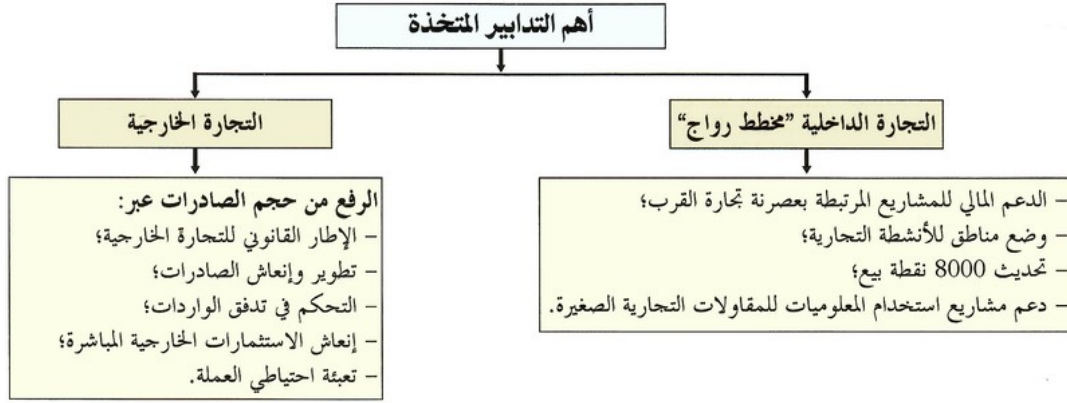 أهم التدابير المتخذة
التجارة الداخلية "مخطط رواج"
– الدعم المالي للمشاريع المرتبطة بعصرنة تجارة القرب؛
– وضع مناطق للأنشطة التجارية؛
– تحديث 8000 نقطة بيع؛
– دعم مشاريع استخدام المعلوميات للمقاولات التجارية الصغيرة.
التجارة الخارجية
الرفع من حجم الصادرات عبر:
– الإطار القانوني للتجارة الخارجية؛
– تطوير وإنعاش الصادرات؛
– التحكم في تدفق الواردات؛
– إنعاش الاستثمارات الخارجية المباشرة؛
– تعبئة احتياطي العملة.